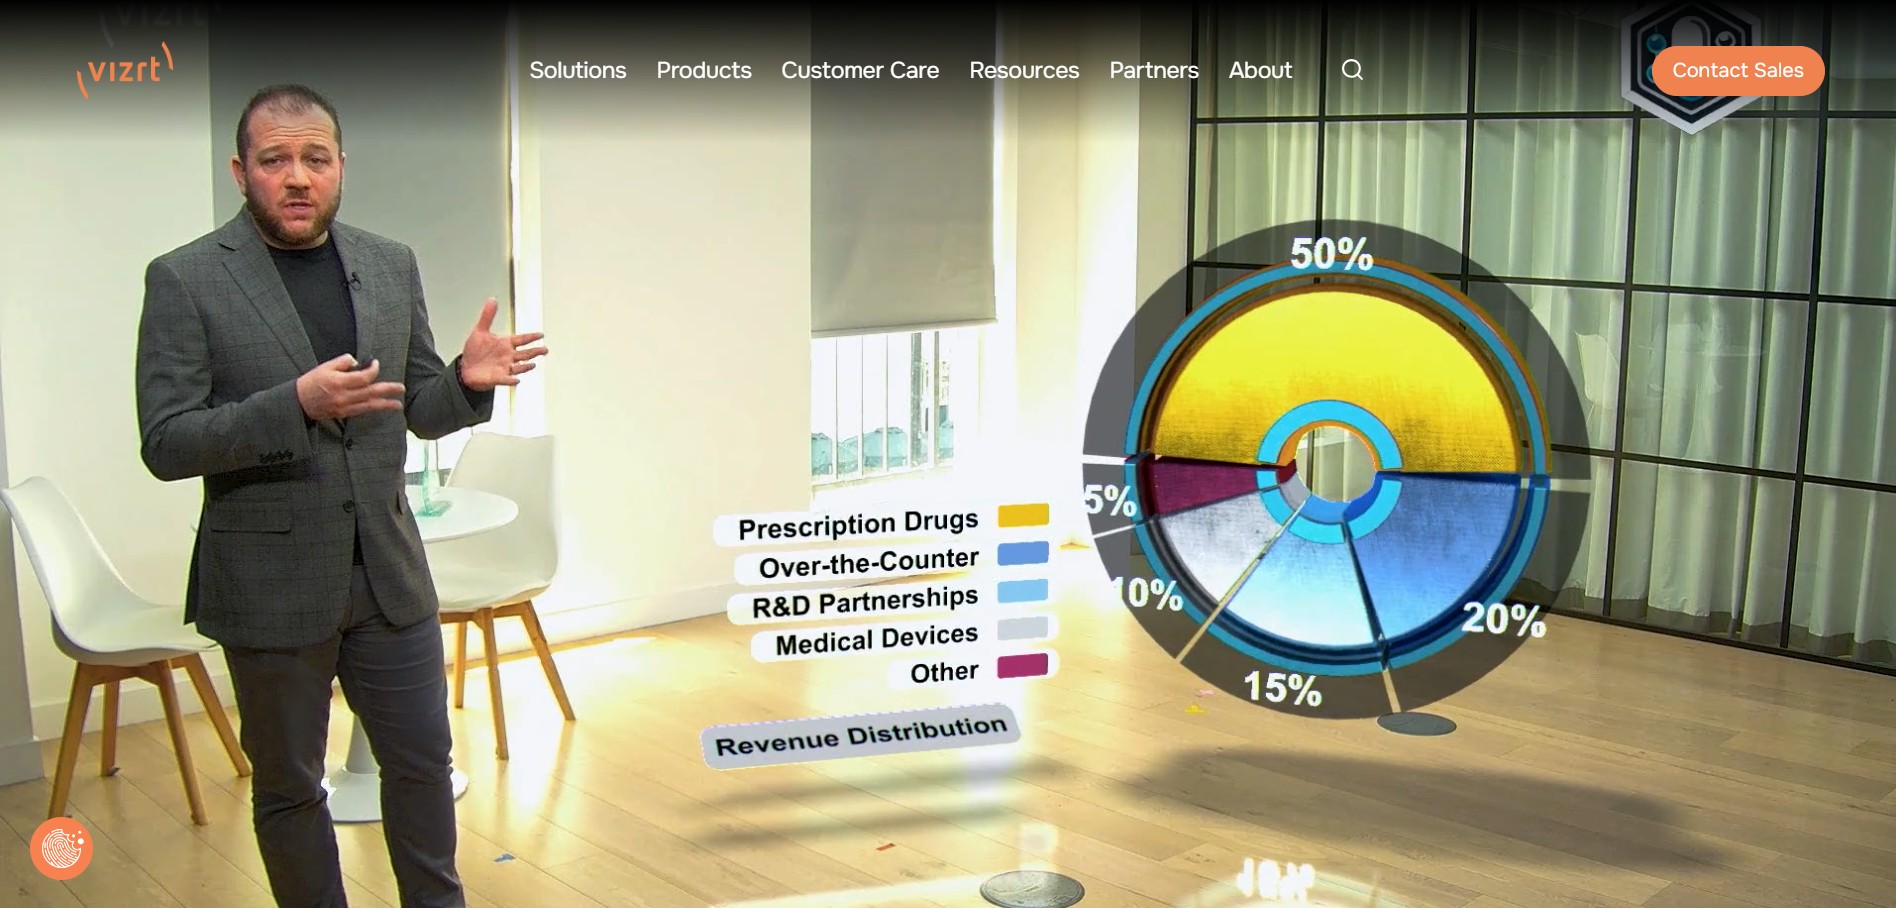 vizrt
Solutions
Products
Customer Care
Resources
Partners
About
Contact Sales
50%
5%
10%
15%
20%
Prescription Drugs
Over-the-Counter
R&D Partnerships
Medical Devices
Other
Revenue Distribution